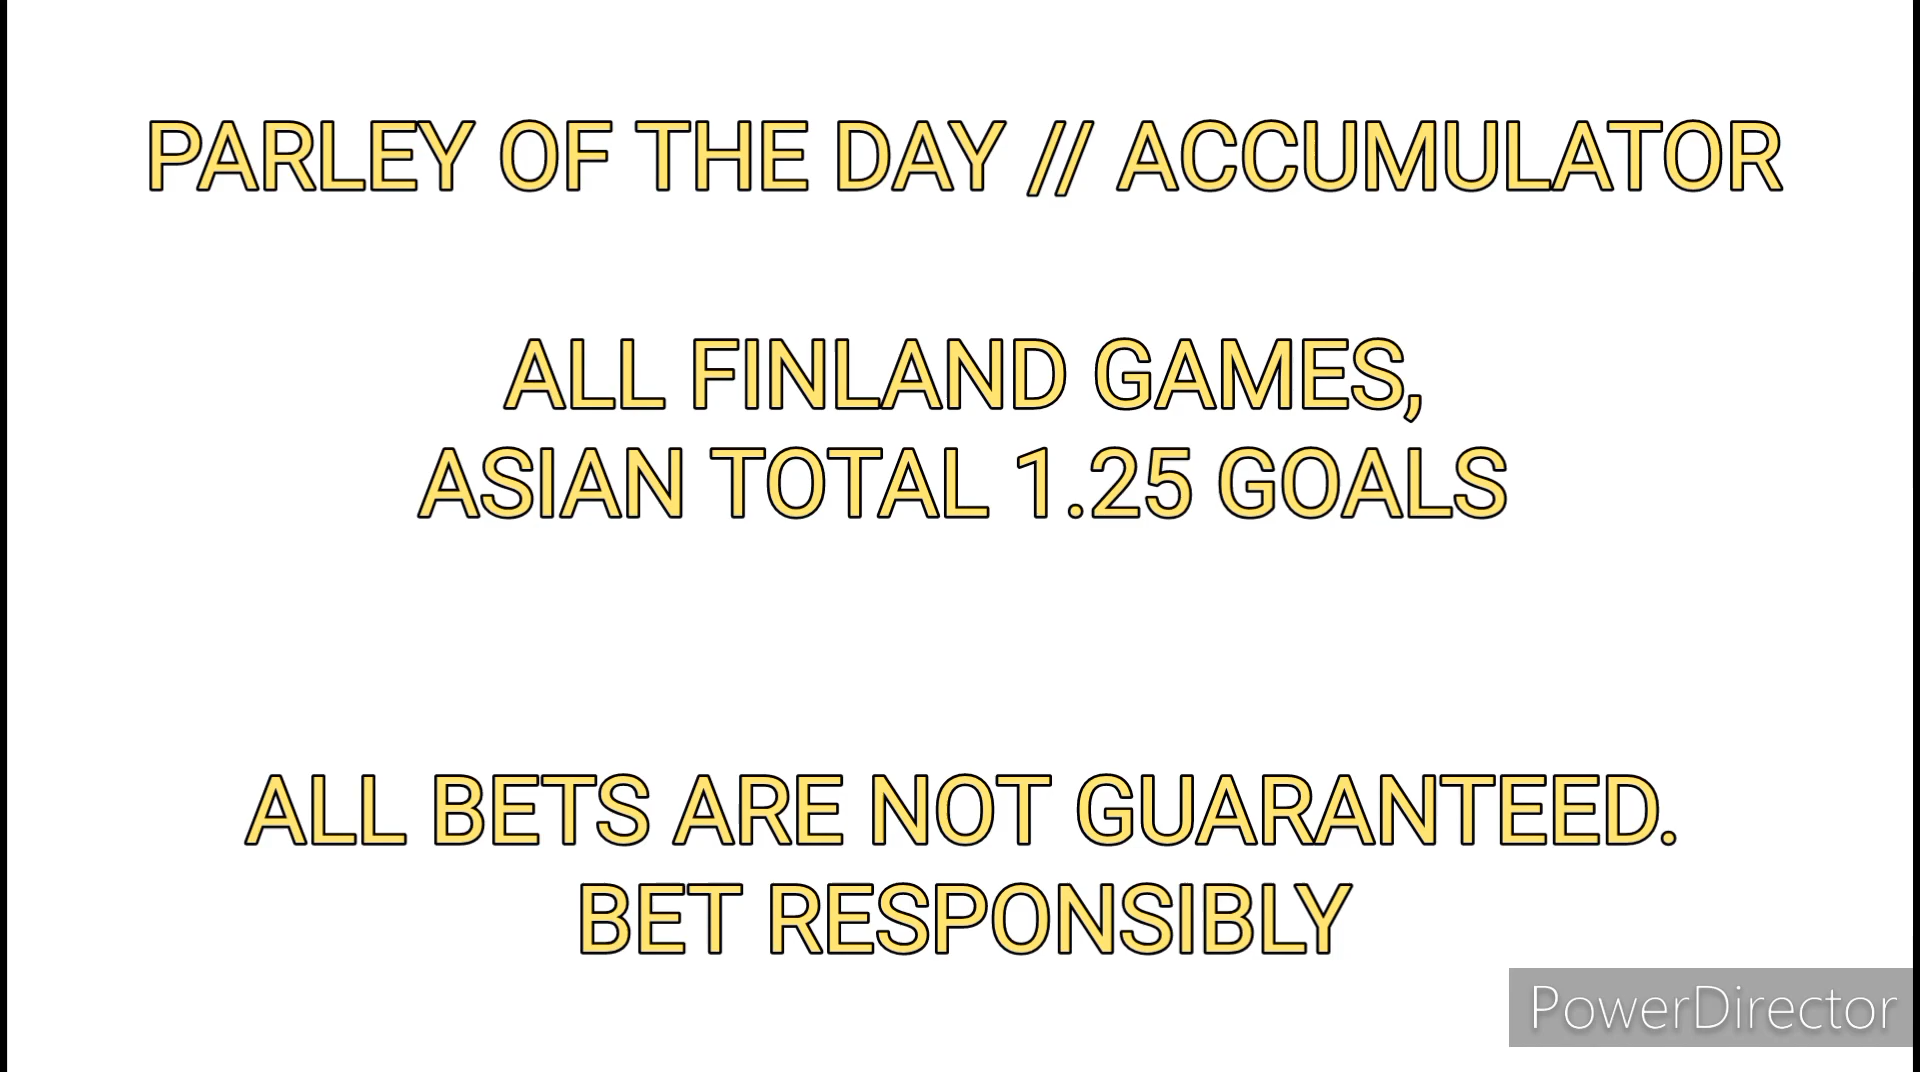 PARLEY OF THE DAY // ACCUMULATOR
ALL FINLAND GAMES,
ASIAN TOTAL 1.25 GOALS
ALL BETS ARE NOT GUARANTEED.
BET RESPONSIBLY
PowerDirector